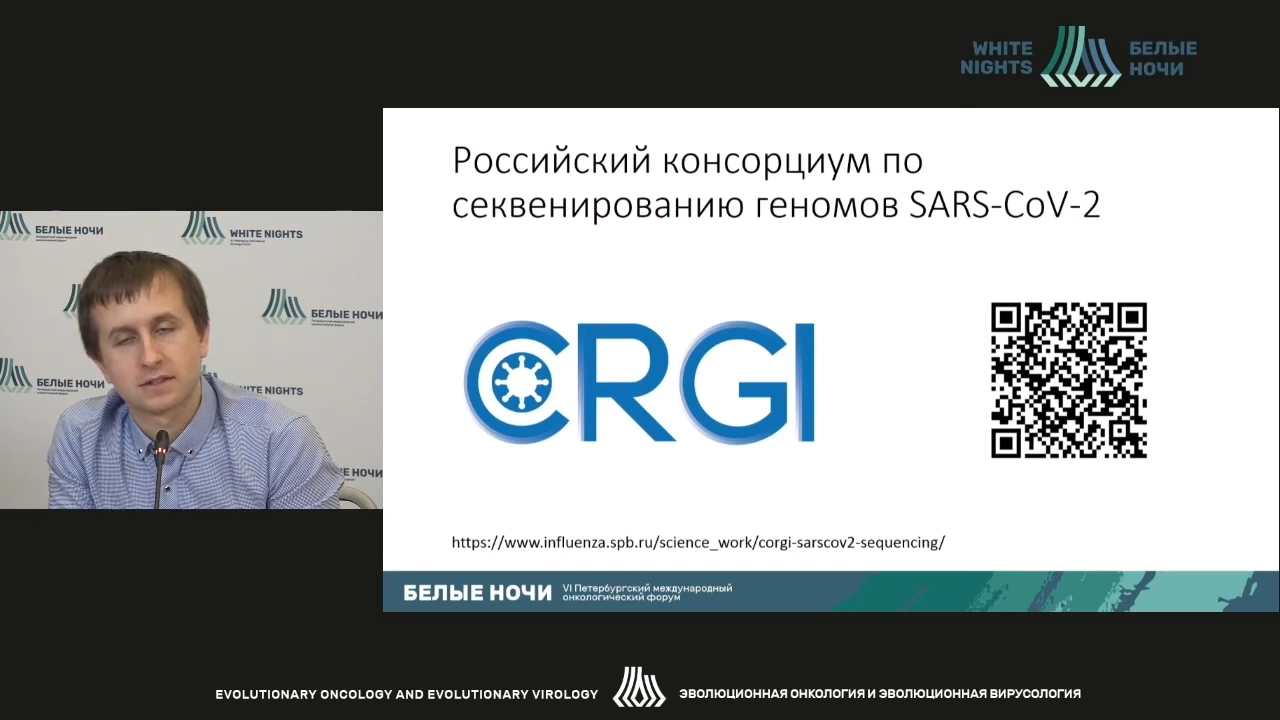 WHITE
NIGHTS
БЕЛЫЕ
НОЧИ
Российский консорциум по
секвенированию геномов SARS-CoV-2
CRGI
https://www.influenza.spb.ru/science_work/corgi-sarscov2-sequencing/
БЕЛЫЕ НОЧИ
VI Петербургский международный
онкологический форум
БЕЛЫЕ НОЧИ
WHITE NIGHTS
БЕЛЫЕ НОЧИ
БЕЛЫЕ НОЧИ
WHITE NIGHTS
ЫЕ НОЧИ
EVOLUTIONARY ONCOLOGY AND EVOLUTIONARY VIROLOGY
ЭВОЛЮЦИОННАЯ ОНКОЛОГИЯ И ЭВОЛЮЦИОННАЯ ВИРУСОЛОГИЯ